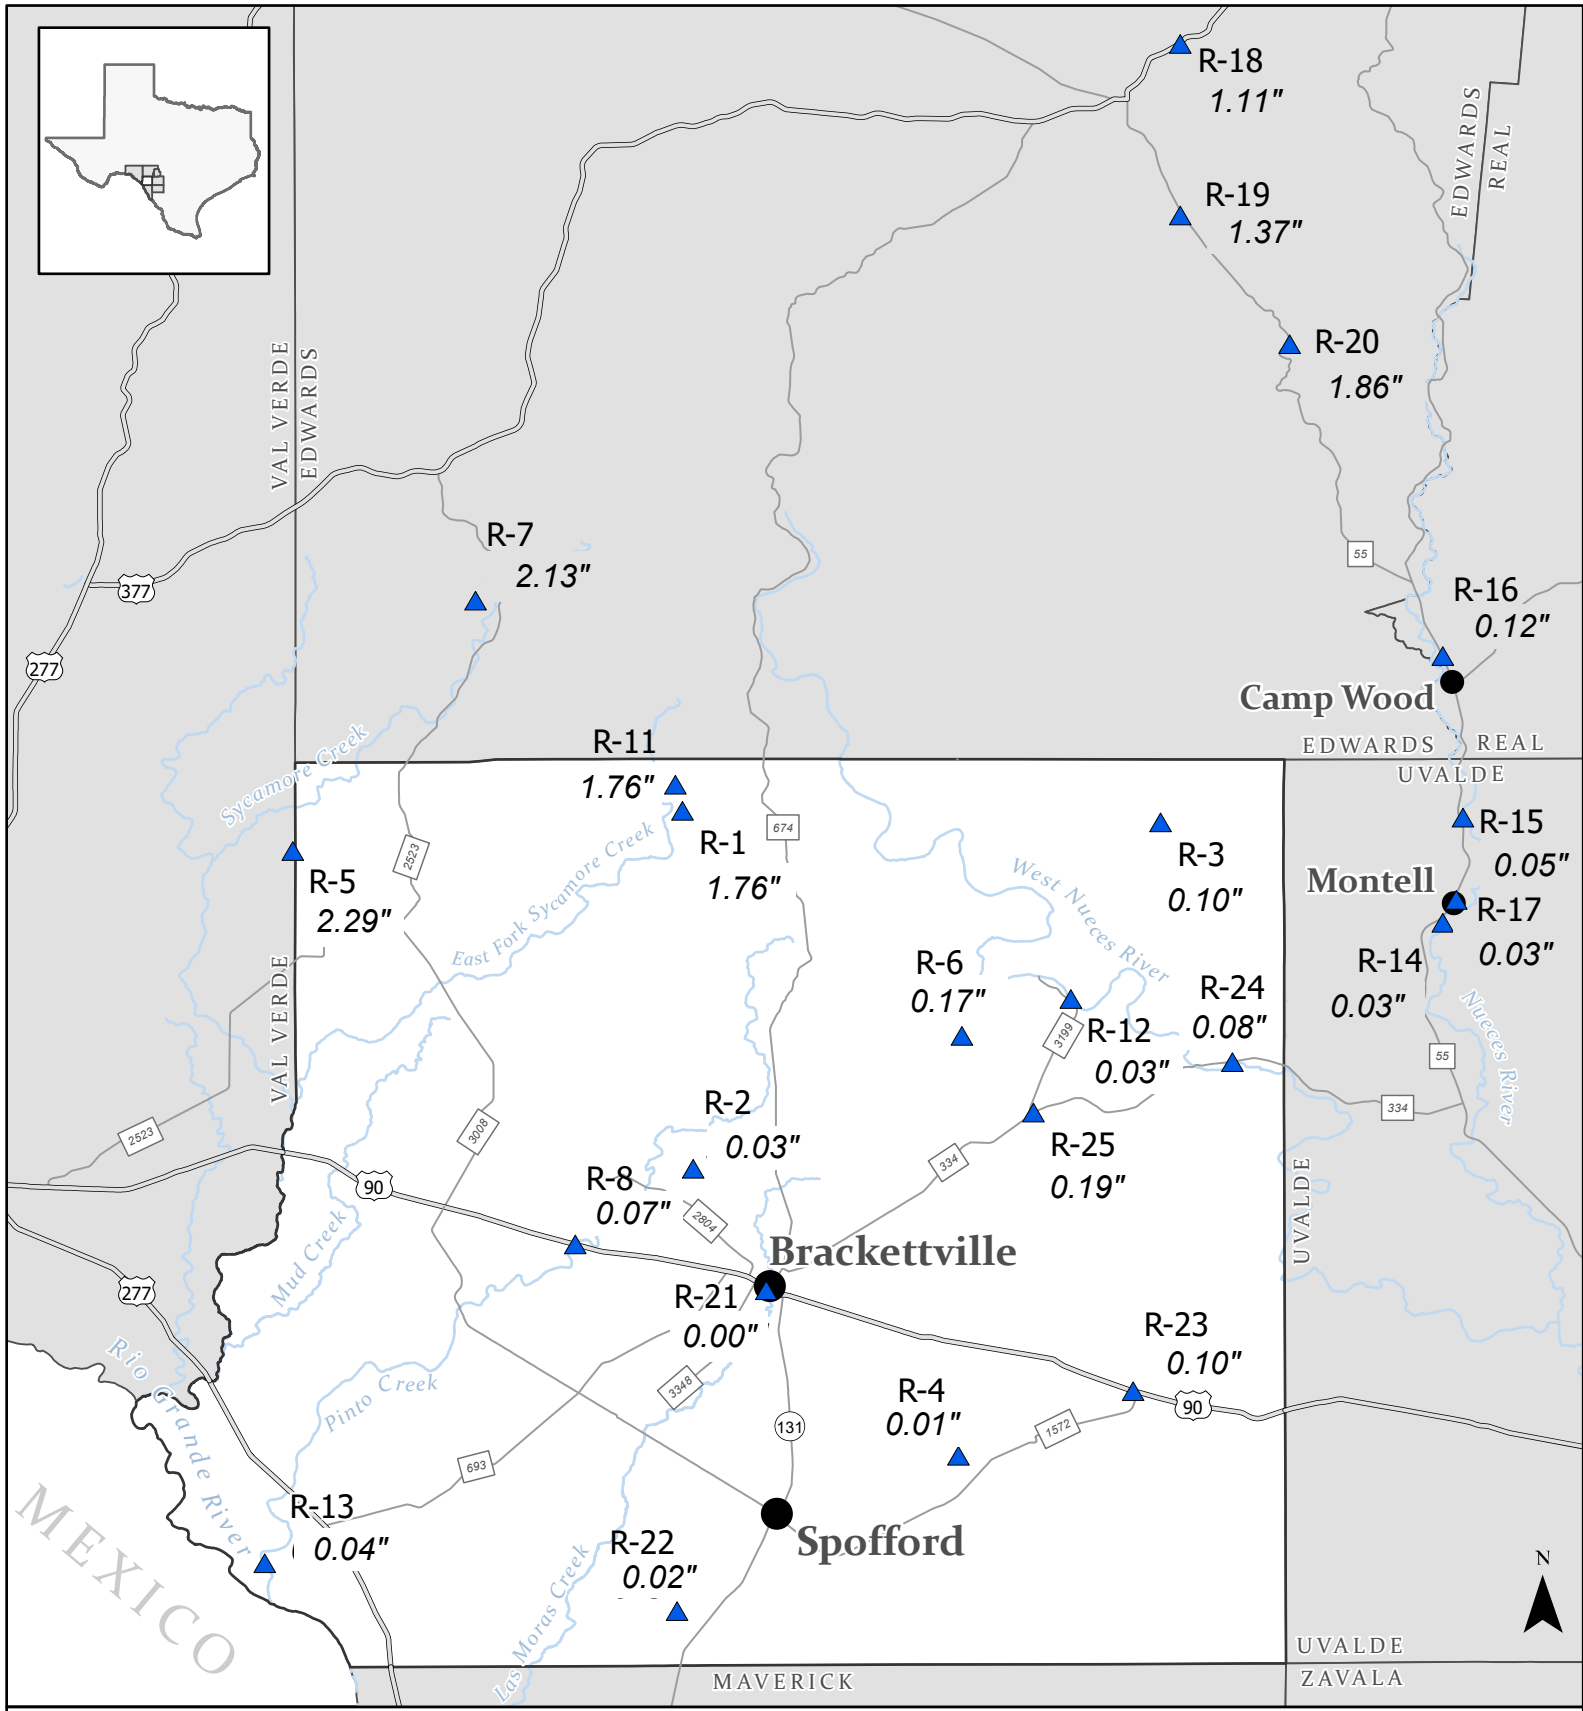 R-18
1.11"
EDWARDS
REAL
R-19
1.37"
R-20
1.86"
VAL VERDE
EDWARDS
R-7
2.13"
55
377
R-16
0.12"
277
Camp Wood
EDWARDS
REAL
UVALDE
Sycamore Creek
R-11
1.76"
R-1
1.76"
674
2523
R-3
0.10"
R-15
0.05"
R-5
2.29"
East Fork Sycamore Creek
West Nueces River
Montell
R-17
0.03"
R-14
0.03"
R-6
0.17"
R-24
0.08"
VAL VERDE
3199
R-12
0.03"
Nueces River
55
R-2
0.03"
334
2523
3008
R-25
0.19"
334
R-8
0.07"
90
2804
UVALDE
Mud Creek
Brackettville
277
R-21
0.00"
R-23
0.10"
Rio Grande River
Pinto Creek
3348
R-4
0.01"
90
131
1572
693
MEXICO
R-13
0.04"
Spofford
R-22
0.02"
Las Moras Creek
N
UVALDE
MAVERICK
ZAVALA